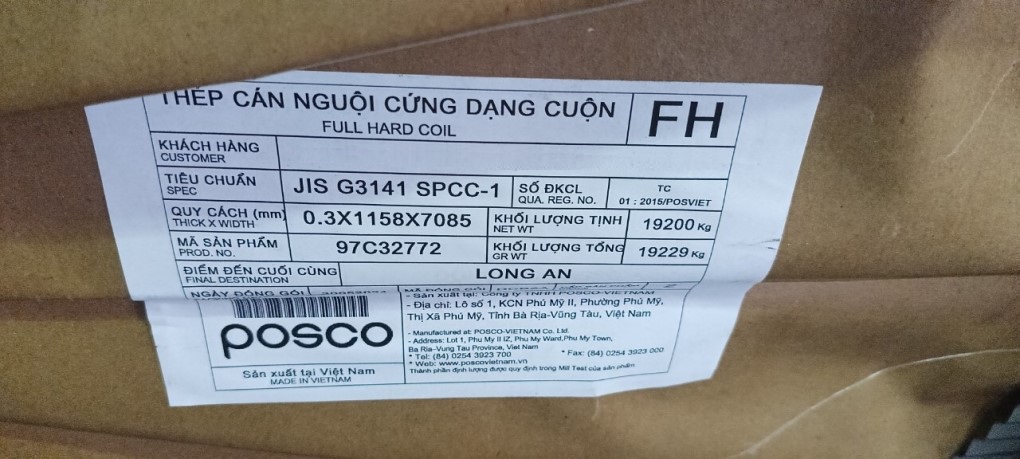 THÉP CÁN NGUỘI CỨNG DẠNG CUỘN
FULL HARD COIL
FH
KHÁCH HÀNG
CUSTOMER
TIÊU CHUẨN
SPEC
JIS G3141 SPCC-1
SỐ ĐKCL
QUA. REG. NO.
TC
01 : 2015/POSVIET
QUY CÁCH (mm)
THICK X WIDTH
0.3X1158X7085
KHỐI LƯỢNG TỊNH
NET WT
19200 Kg
MÃ SẢN PHẨM
PROD. NO.
97C32772
KHỐI LƯỢNG TỔNG
GR WT
19229 Kg
ĐIỂM ĐẾN CUỐI CÙNG
FINAL DESTINATION
LONG AN
NGÀY ĐÓNG GÓI
posco
Sản xuất tại Việt Nam
MADE IN VIETNAM
- Sản xuất tại: Công ty TNHH POSCO-VIETNAM
- Địa chỉ: Lô số 1, KCN Phú Mỹ II, Phường Phú Mỹ,
Thị Xã Phú Mỹ, Tỉnh Bà Rịa-Vũng Tàu, Việt Nam
- Manufactured at: POSCO-VIETNAM Co. Ltd.
- Address: Lot 1, Phu My II IZ, Phu My Ward,Phu My Town,
Ba Ria-Vung Tau Province, Viet Nam
* Tel: (84) 0254 3923 700 * Fax: (84) 0254 3923 000
* Web: www.poscovietnam.vn
Thành phần định lượng được quy định trong Mill Test của sản phẩm